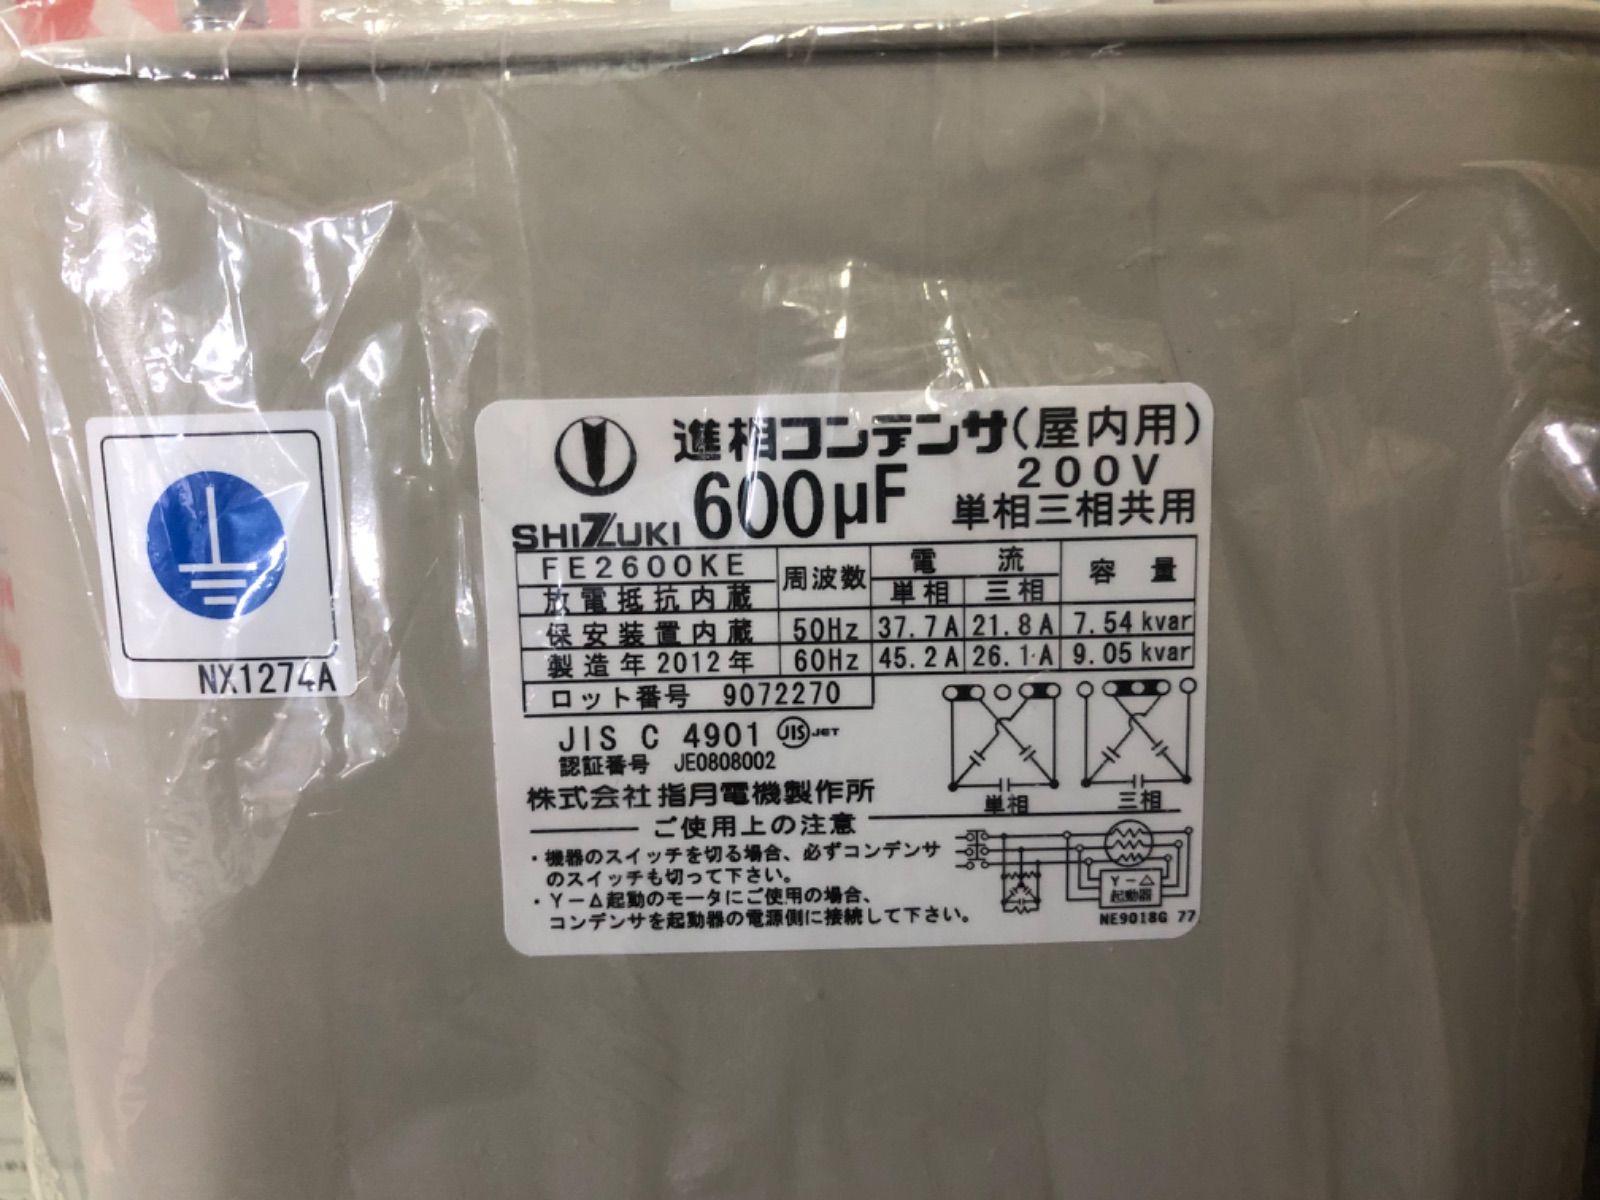 進相コンデンサ(屋内用)
SHIZUKI 600μF 200V
単相三相共用
FE2600KE 周波数 電流 容量
放電抵抗内蔵 単相 三相
保安装置内蔵 50Hz 37.7A 21.8A 7.54kvar
製造年2012年 60Hz 45.2A 26.1A 9.05kvar
ロット番号 9072270
JIS C 4901 JIS JET
認証番号 JE0808002
株式会社指月電機製作所
単相 三相
ご使用上の注意
・機器のスイッチを切る場合、必ずコンデンサ
のスイッチも切って下さい。
・Y−Δ起動のモータにご使用の場合、
コンデンサを起動器の電源側に接続して下さい。
Y−Δ
起動器
NE9018G 77
NX1274A